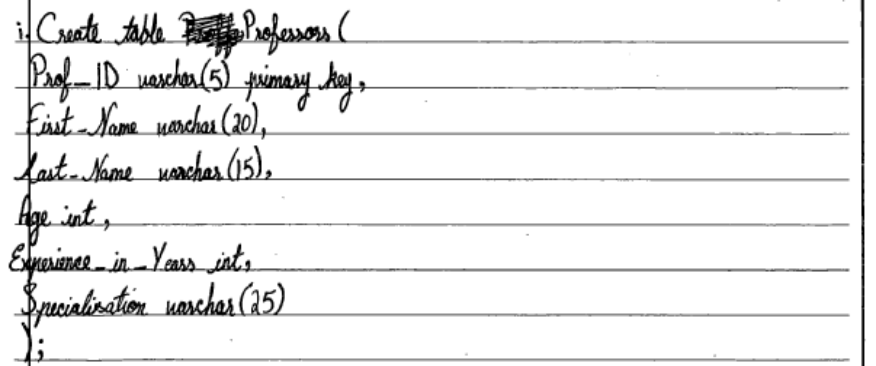 i. Create table Professors (
Prof_ID varchar(5) primary key,
First_Name varchar(20),
Last_Name varchar(15),
Age int,
Experience_in_Years int,
Specialisation varchar(25)
);